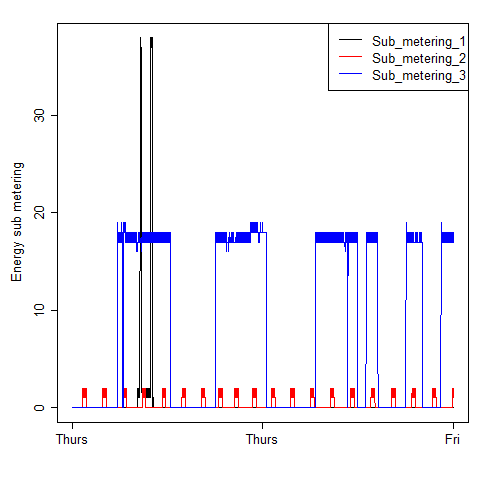 Sub_metering_1
Sub_metering_2
Sub_metering_3
Energy sub metering
30
20
10
0
Thurs Thurs Fri